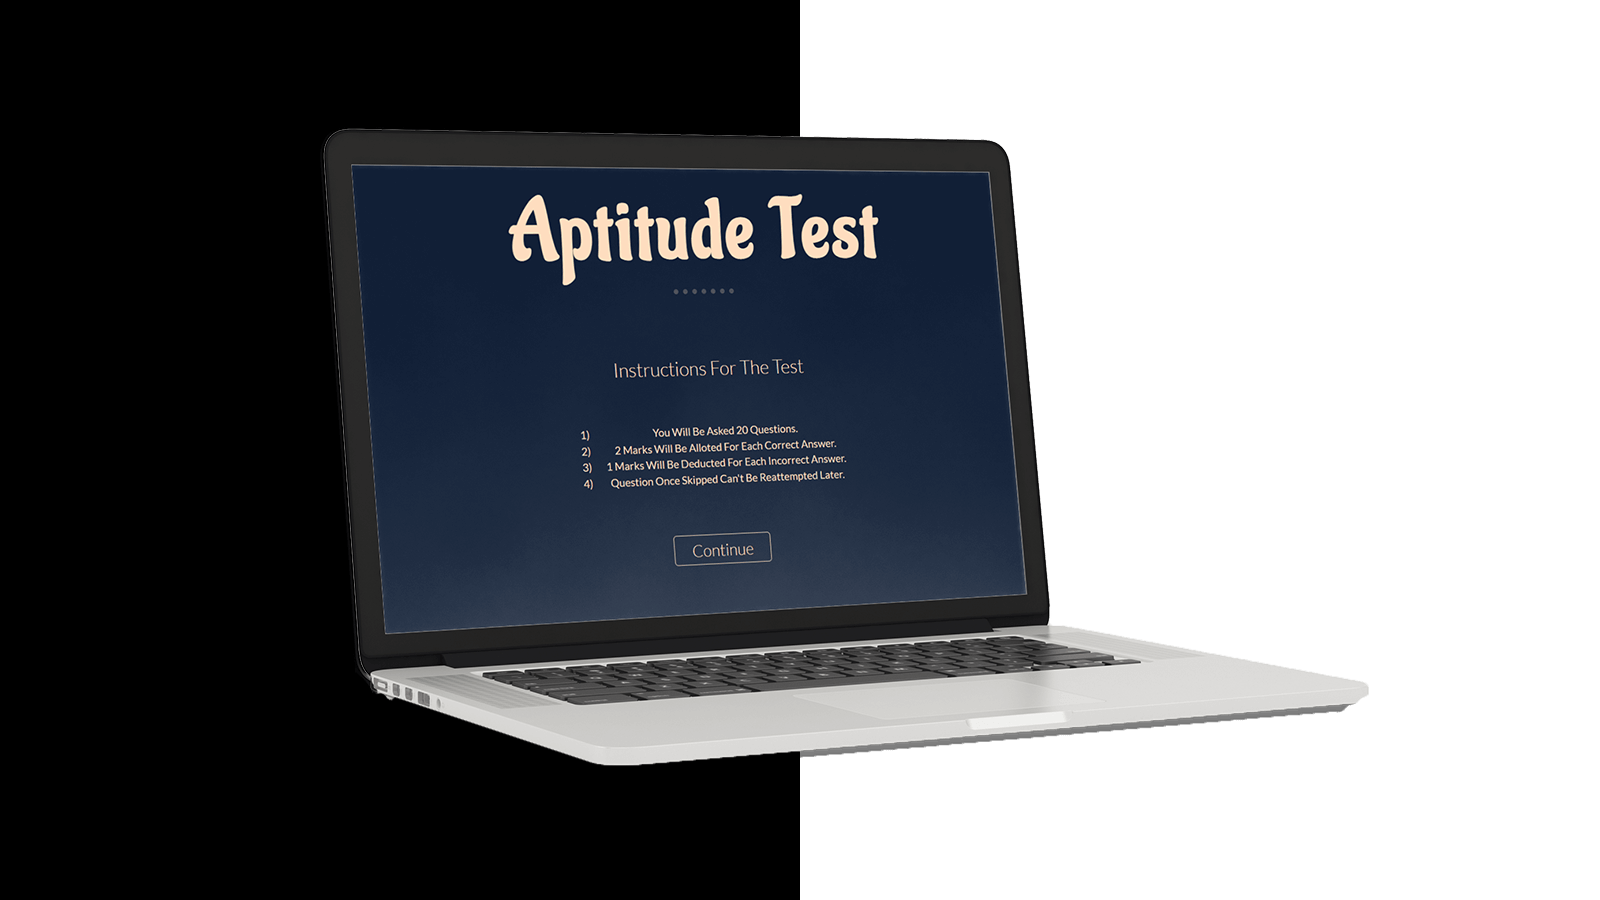 Aptitude Test
Instructions For The Test
1) You Will Be Asked 20 Questions.
2) 2 Marks Will Be Alloted For Each Correct Answer.
3) 1 Marks Will Be Deducted For Each Incorrect Answer.
4) Question Once Skipped Can't Be Reattempted Later.
Continue